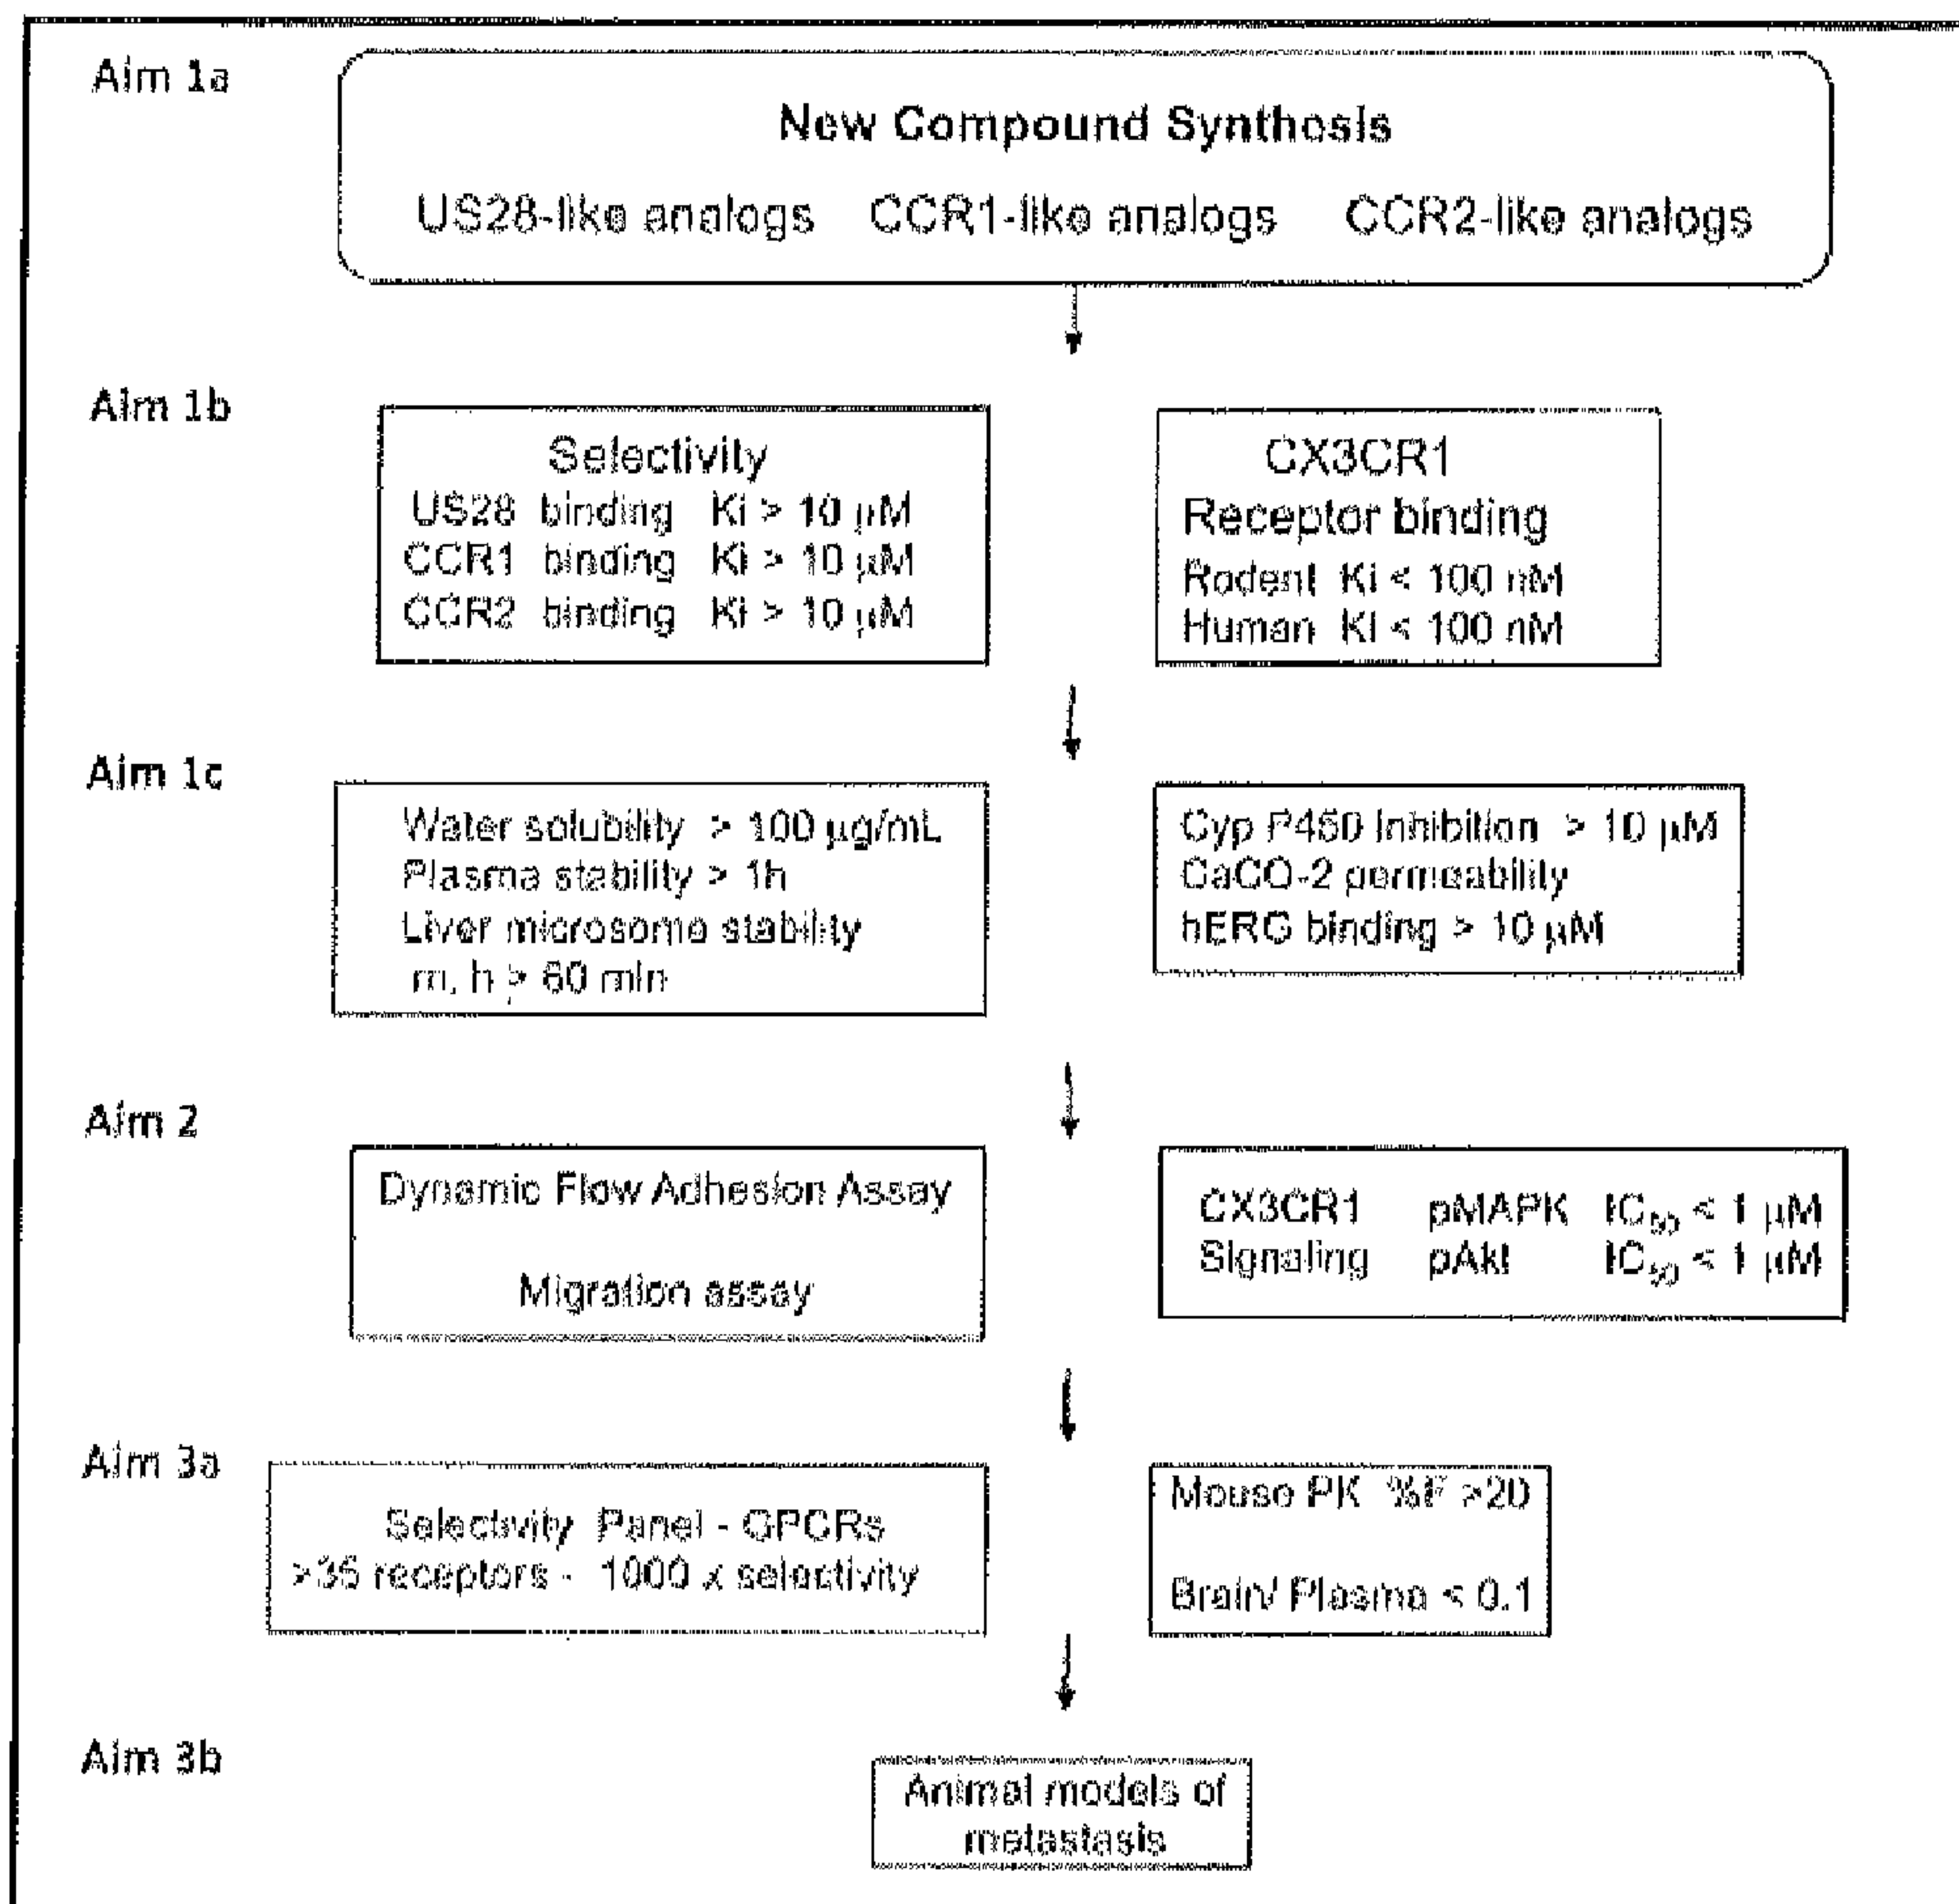 Aim 1a
New Compound Synthesis
US28-like analogs CCR1-like analogs CCR2-like analogs
Aim 1b
Selectivity
US28 binding Ki > 10 µM
CCR1 binding Ki > 10 µM
CCR2 binding Ki > 10 µM
CX3CR1
Receptor binding
Rodent Ki < 100 nM
Human Ki < 100 nM
Aim 1c
Water solubility > 100 µg/mL
Plasma stability > 1h
Liver microsome stability
m, h > 60 min
Cyp P450 Inhibition > 10 µM
CaCO-2 permeability
hERG binding > 10 µM
Aim 2
Dynamic Flow Adhesion Assay
Migration assay
CX3CR1 pMAPK IC50 < 1 µM
Signaling pAkt IC50 < 1 µM
Aim 3a
Selectivity Panel - GPCRs
>35 receptors - 1000 x selectivity
Mouse PK %F >20
Brain/ Plasma < 0.1
Aim 3b
Animal models of
metastasis